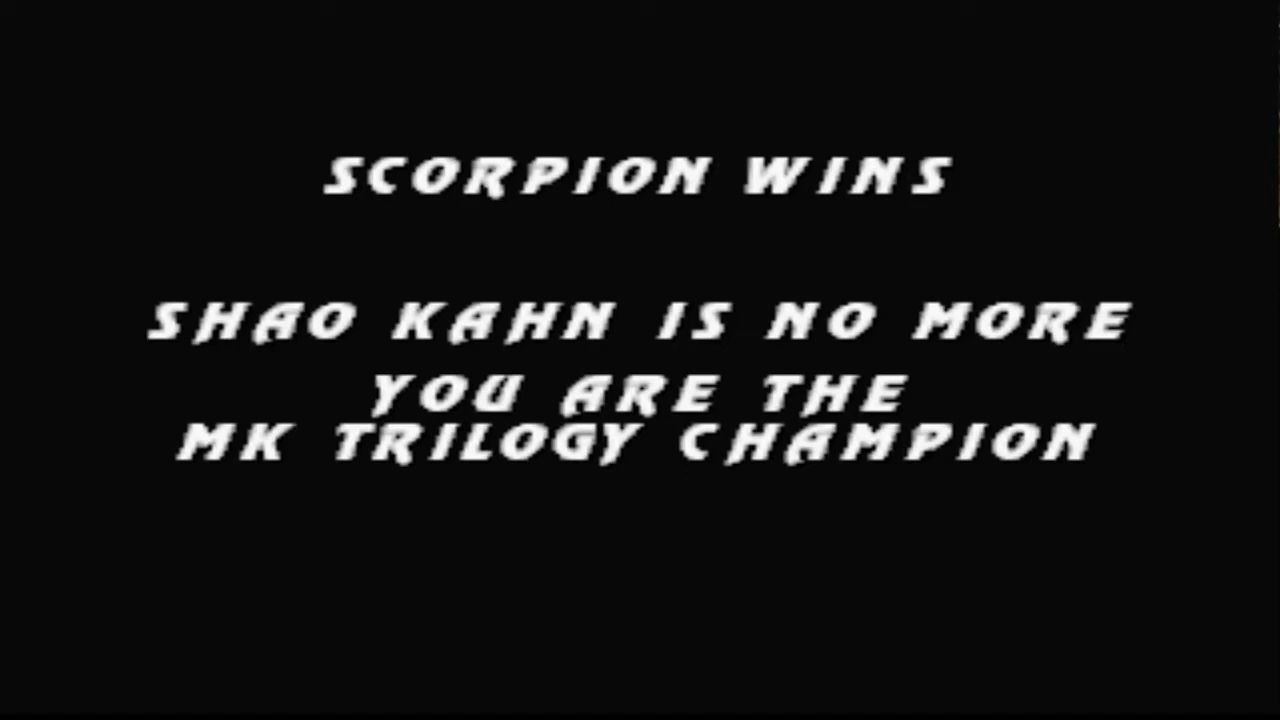 SCORPION WINS
SHAO KAHN IS NO MORE
YOU ARE THE
MK TRILOGY CHAMPION